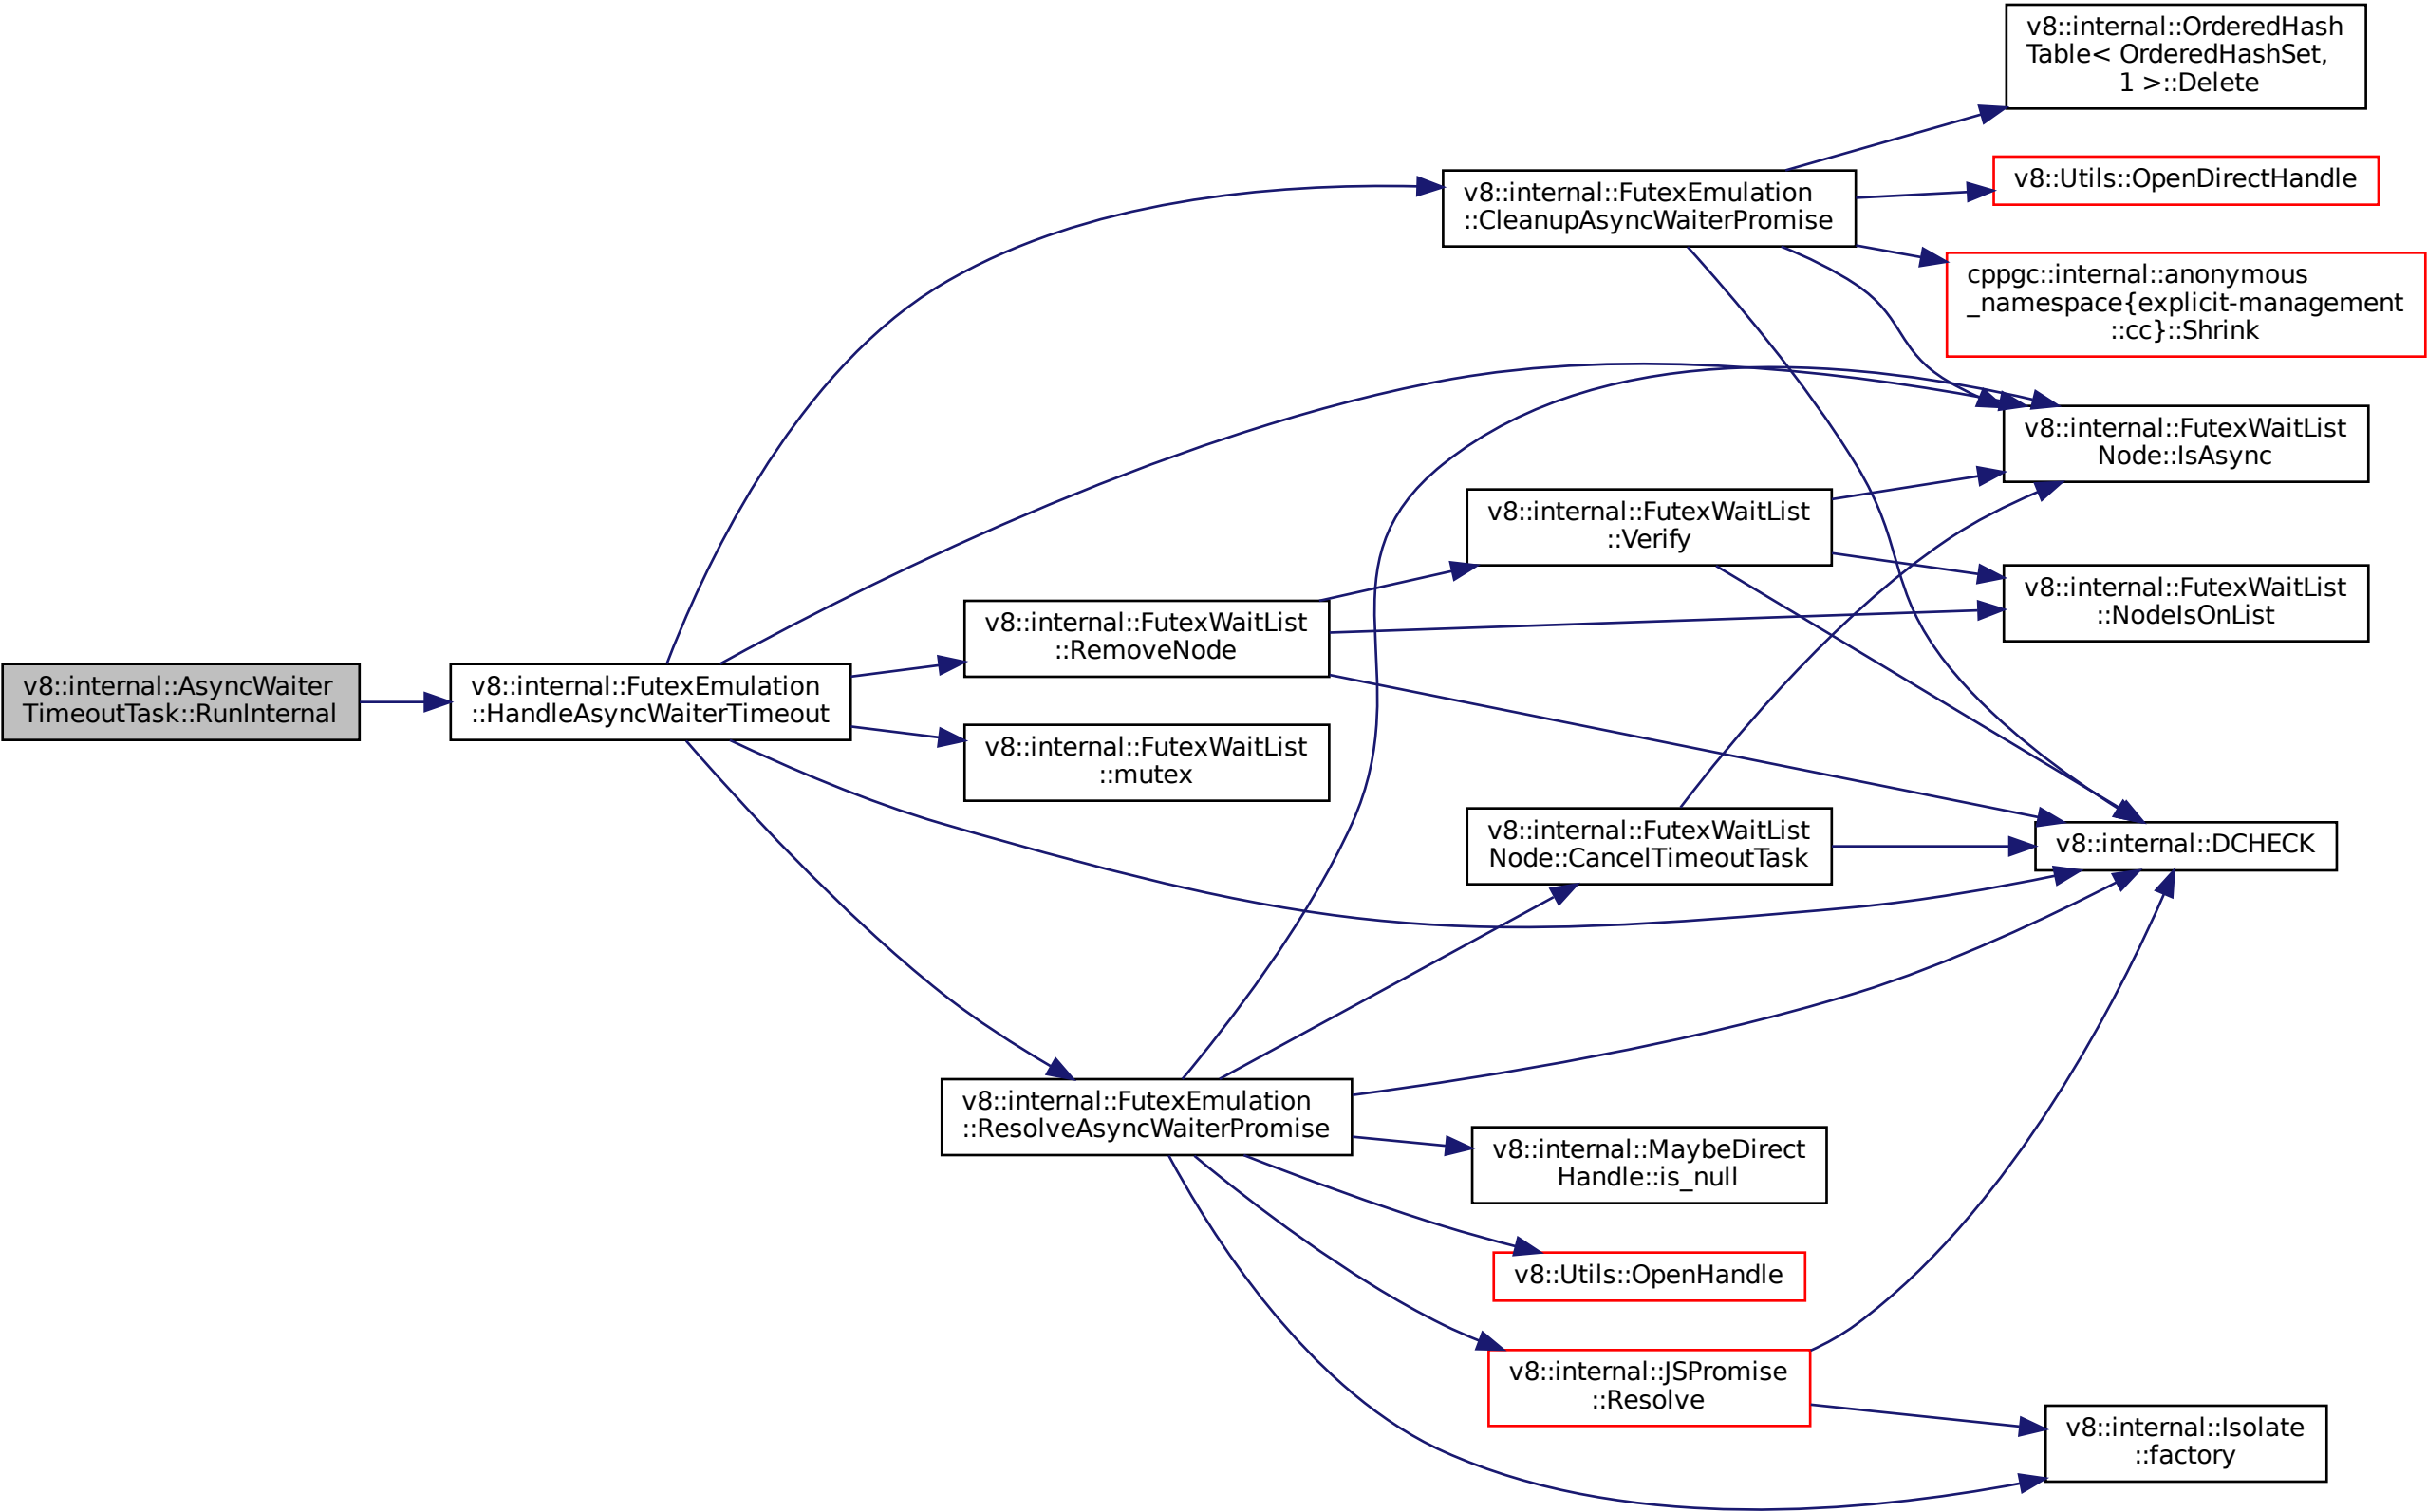 v8::internal::AsyncWaiter
TimeoutTask::RunInternal
v8::internal::FutexEmulation
::HandleAsyncWaiterTimeout
v8::internal::FutexEmulation
::CleanupAsyncWaiterPromise
v8::internal::OrderedHash
Table< OrderedHashSet,
1 >::Delete
v8::Utils::OpenDirectHandle
cppgc::internal::anonymous
_namespace{explicit-management
::cc}::Shrink
v8::internal::FutexWaitList
Node::IsAsync
v8::internal::FutexWaitList
::Verify
v8::internal::FutexWaitList
::NodeIsOnList
v8::internal::FutexWaitList
::RemoveNode
v8::internal::FutexWaitList
::mutex
v8::internal::FutexWaitList
Node::CancelTimeoutTask
v8::internal::DCHECK
v8::internal::FutexEmulation
::ResolveAsyncWaiterPromise
v8::internal::MaybeDirect
Handle::is_null
v8::Utils::OpenHandle
v8::internal::JSPromise
::Resolve
v8::internal::Isolate
::factory